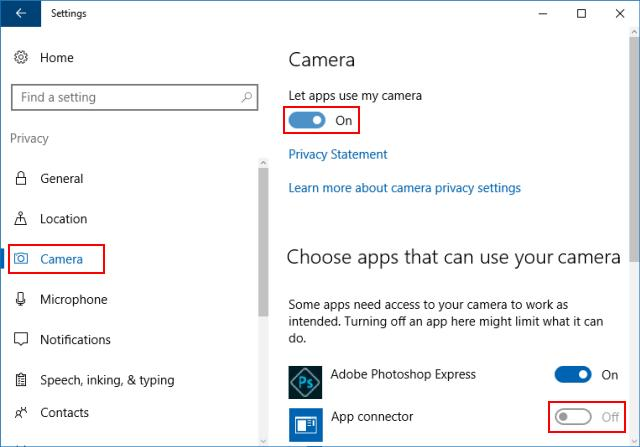 Settings
Home
Find a setting
Privacy
General
Location
Camera
Microphone
Notifications
Speech, inking, & typing
Contacts
Camera
Let apps use my camera
On
Privacy Statement
Learn more about camera privacy settings
Choose apps that can use your camera
Some apps need access to your camera to work as
intended. Turning off an app here might limit what it can
do.
Ps
Adobe Photoshop Express
On
App connector
Off